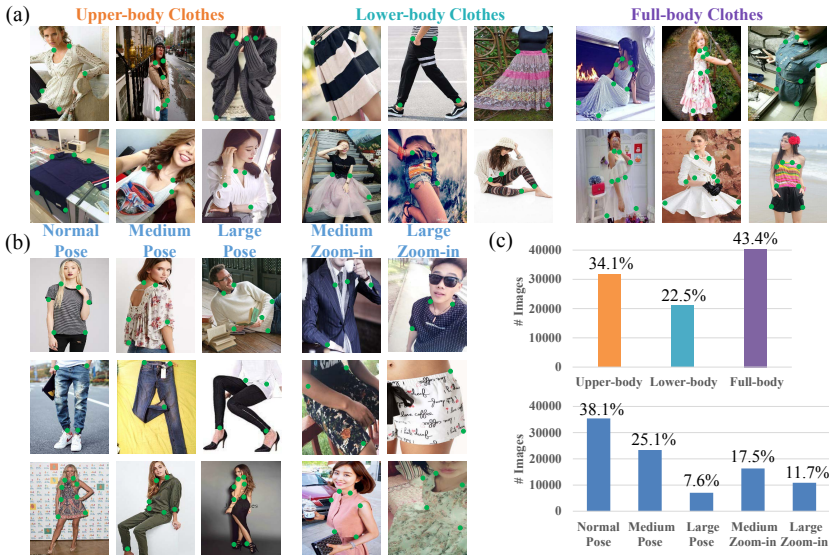 (a)
Upper-body Clothes
Lower-body Clothes
Full-body Clothes
(b)
Normal
Pose
Medium
Pose
Large
Pose
Medium
Zoom-in
Large
Zoom-in
(c)
# Images
40000
30000
20000
10000
0
34.1%
22.5%
43.4%
Upper-body
Lower-body
Full-body
# Images
40000
30000
20000
10000
0
38.1%
25.1%
7.6%
17.5%
11.7%
Normal
Pose
Medium
Pose
Large
Pose
Medium
Zoom-in
Large
Zoom-in